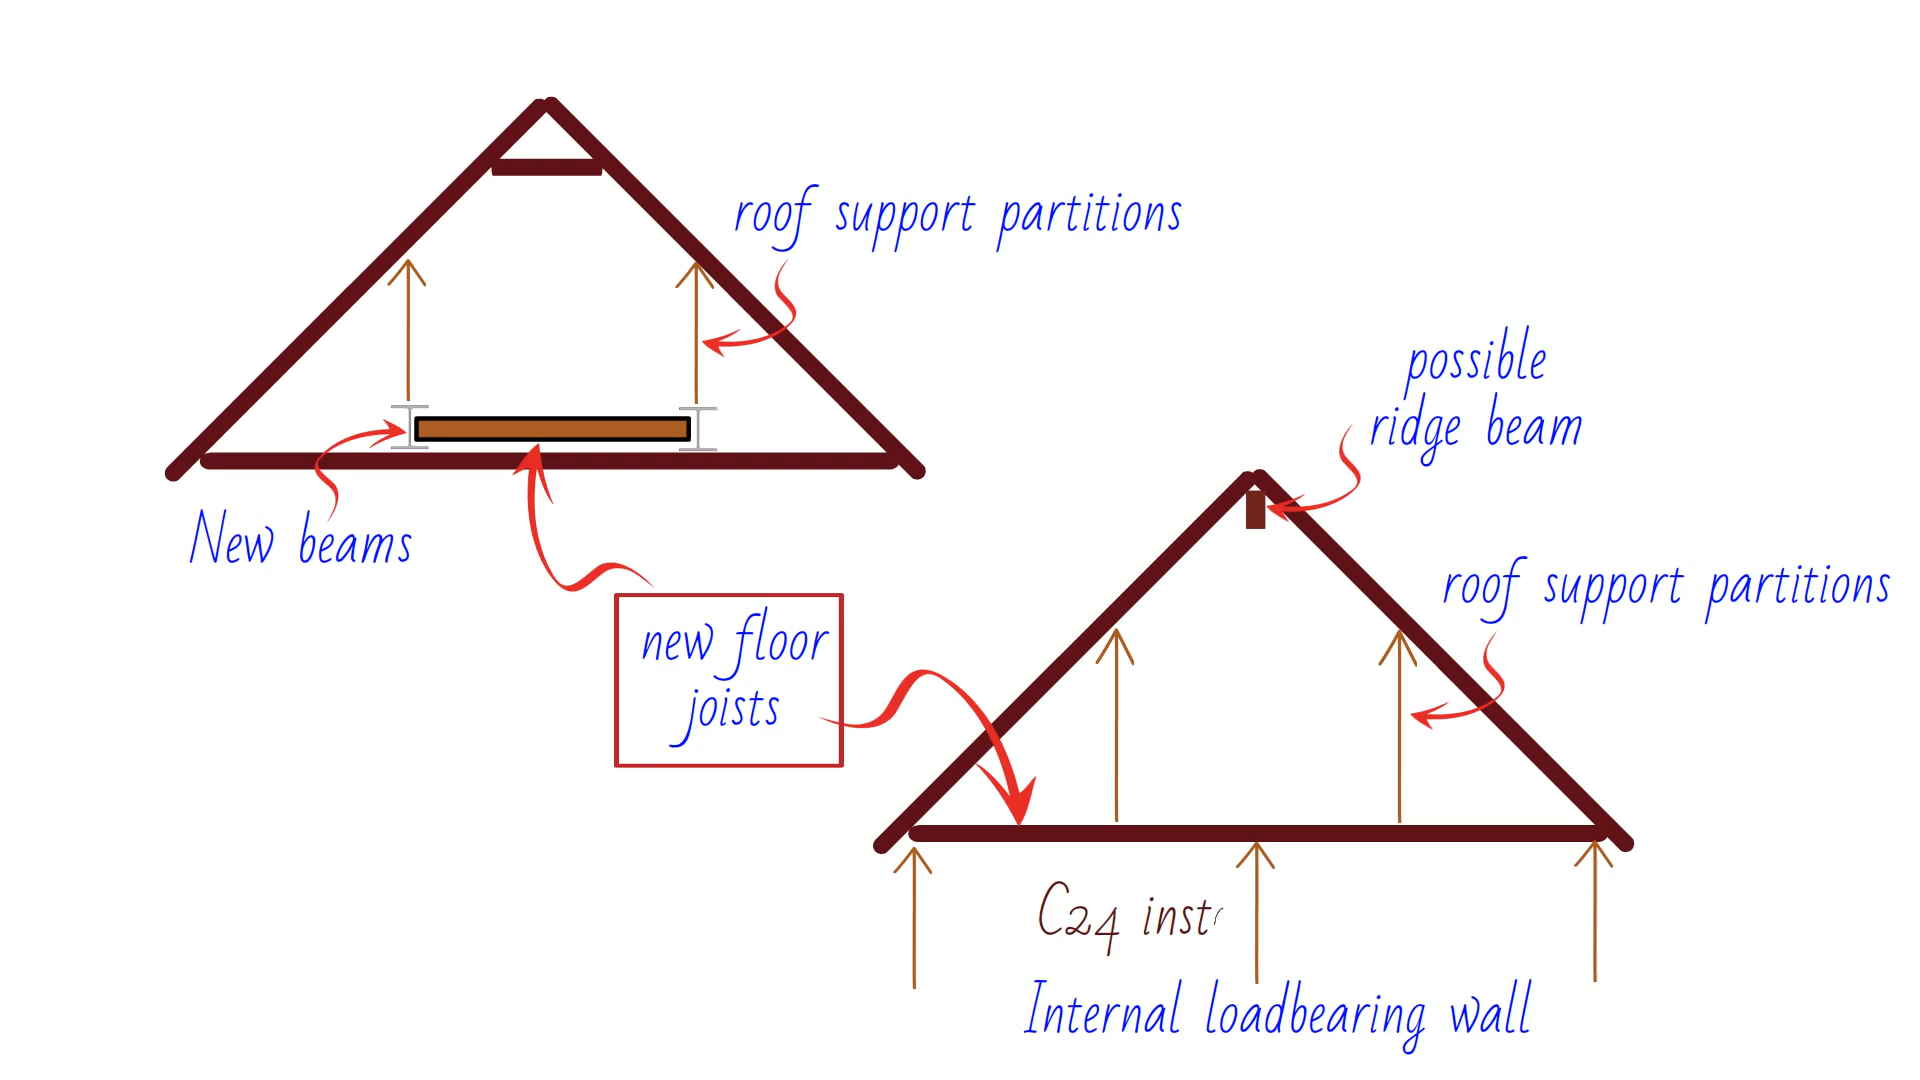 roof support partitions
New beams
new floor
joists
possible
ridge beam
roof support partitions
C24
Internal loadbearing wall